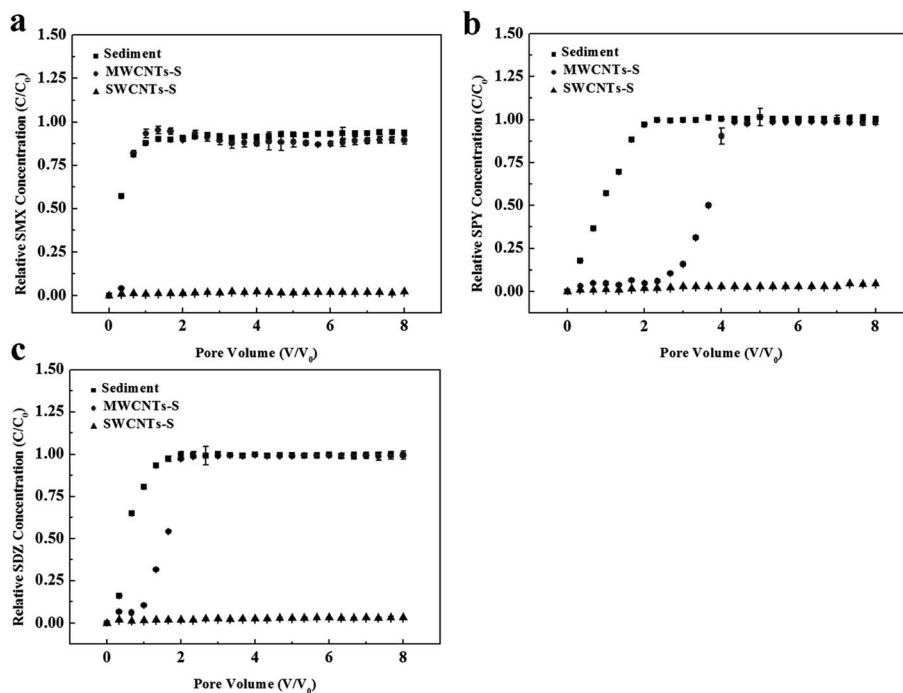 a
1.50
1.25
1.00
0.75
0.50
0.25
0.00
Relative SMX Concentration (C/C₀)
Sediment
MWCNTs-S
SWCNTs-S
0 2 4 6 8
Pore Volume (V/V₀)
b
1.50
1.25
1.00
0.75
0.50
0.25
0.00
Relative SPY Concentration (C/C₀)
Sediment
MWCNTs-S
SWCNTs-S
0 2 4 6 8
Pore Volume (V/V₀)
c
1.50
1.25
1.00
0.75
0.50
0.25
0.00
Relative SDZ Concentration (C/C₀)
Sediment
MWCNTs-S
SWCNTs-S
0 2 4 6 8
Pore Volume (V/V₀)